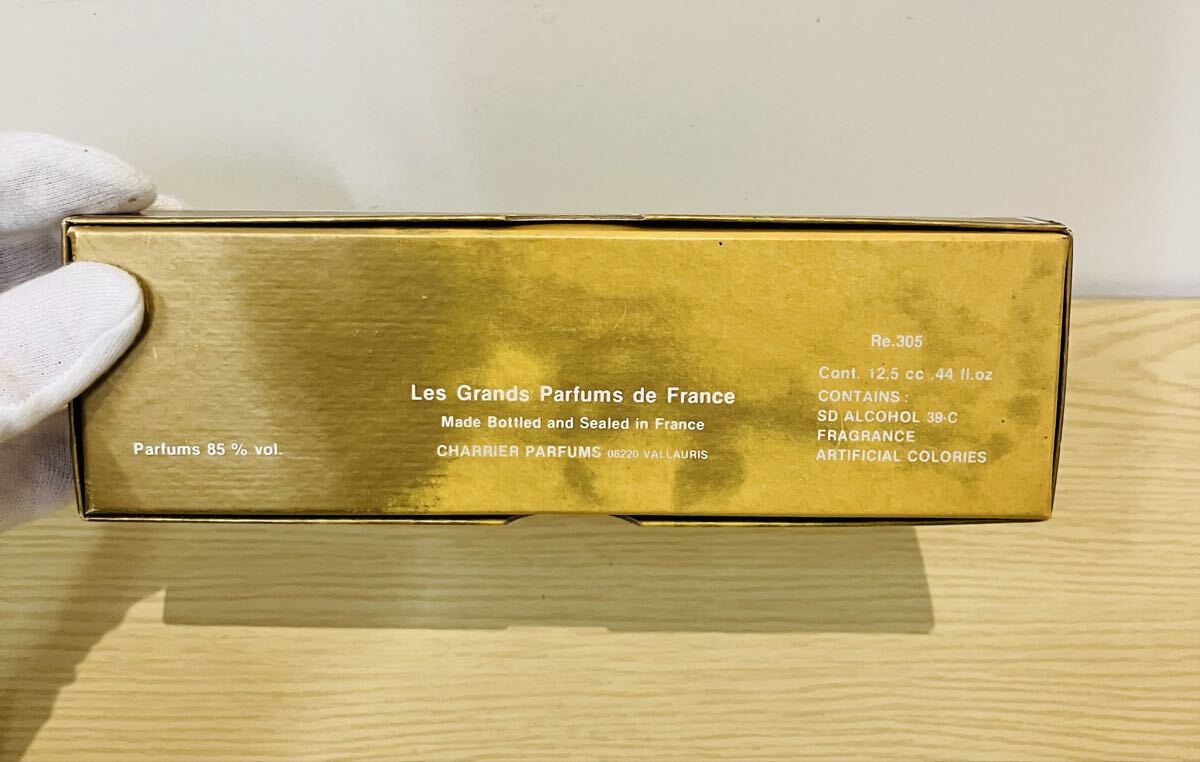 Parfums 85 % vol.
Les Grands Parfums de France
Made Bottled and Sealed in France
CHARRIER PARFUMS 06220 VALLAURIS
Re.305
Cont. 12,5 cc .44 fl.oz
CONTAINS :
SD ALCOHOL 39-C
FRAGRANCE
ARTIFICIAL COLORIES